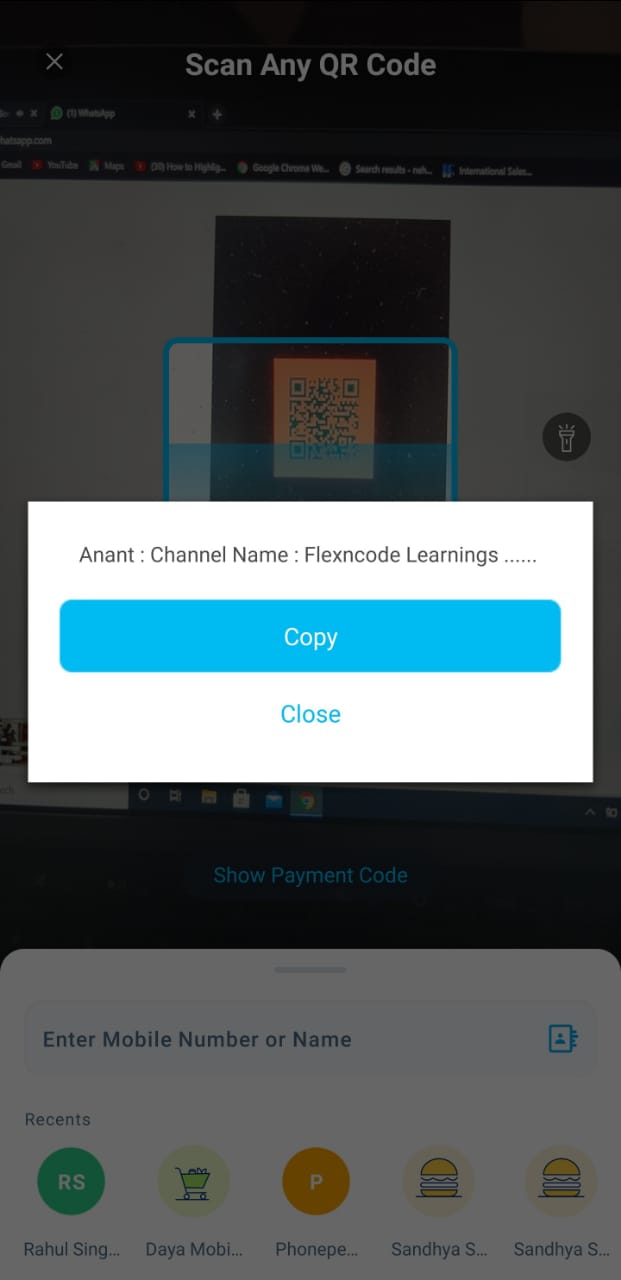 Scan Any QR Code
(1) WhatsApp
hatsapp.com
Gmail YouTube Maps (30) How to Highlig... Google Chrome We... Search results - nah... International Sales...
Anant : Channel Name : Flexncode Learnings ......
Copy
Close
Show Payment Code
Enter Mobile Number or Name
Recents
RS P
Rahul Sing... Daya Mobi... Phonepe... Sandhya S... Sandhya S...